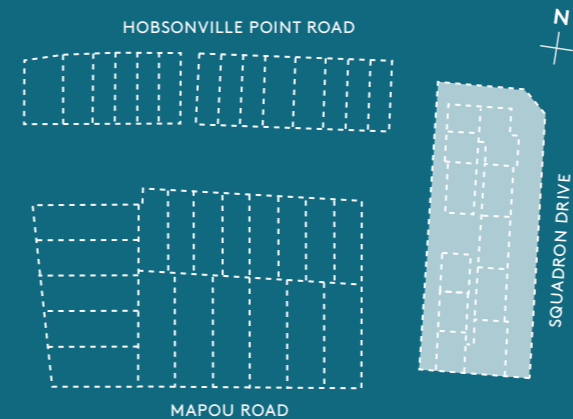 HOBSONVILLE POINT ROAD
N
SQUADRON DRIVE
MAPOU ROAD